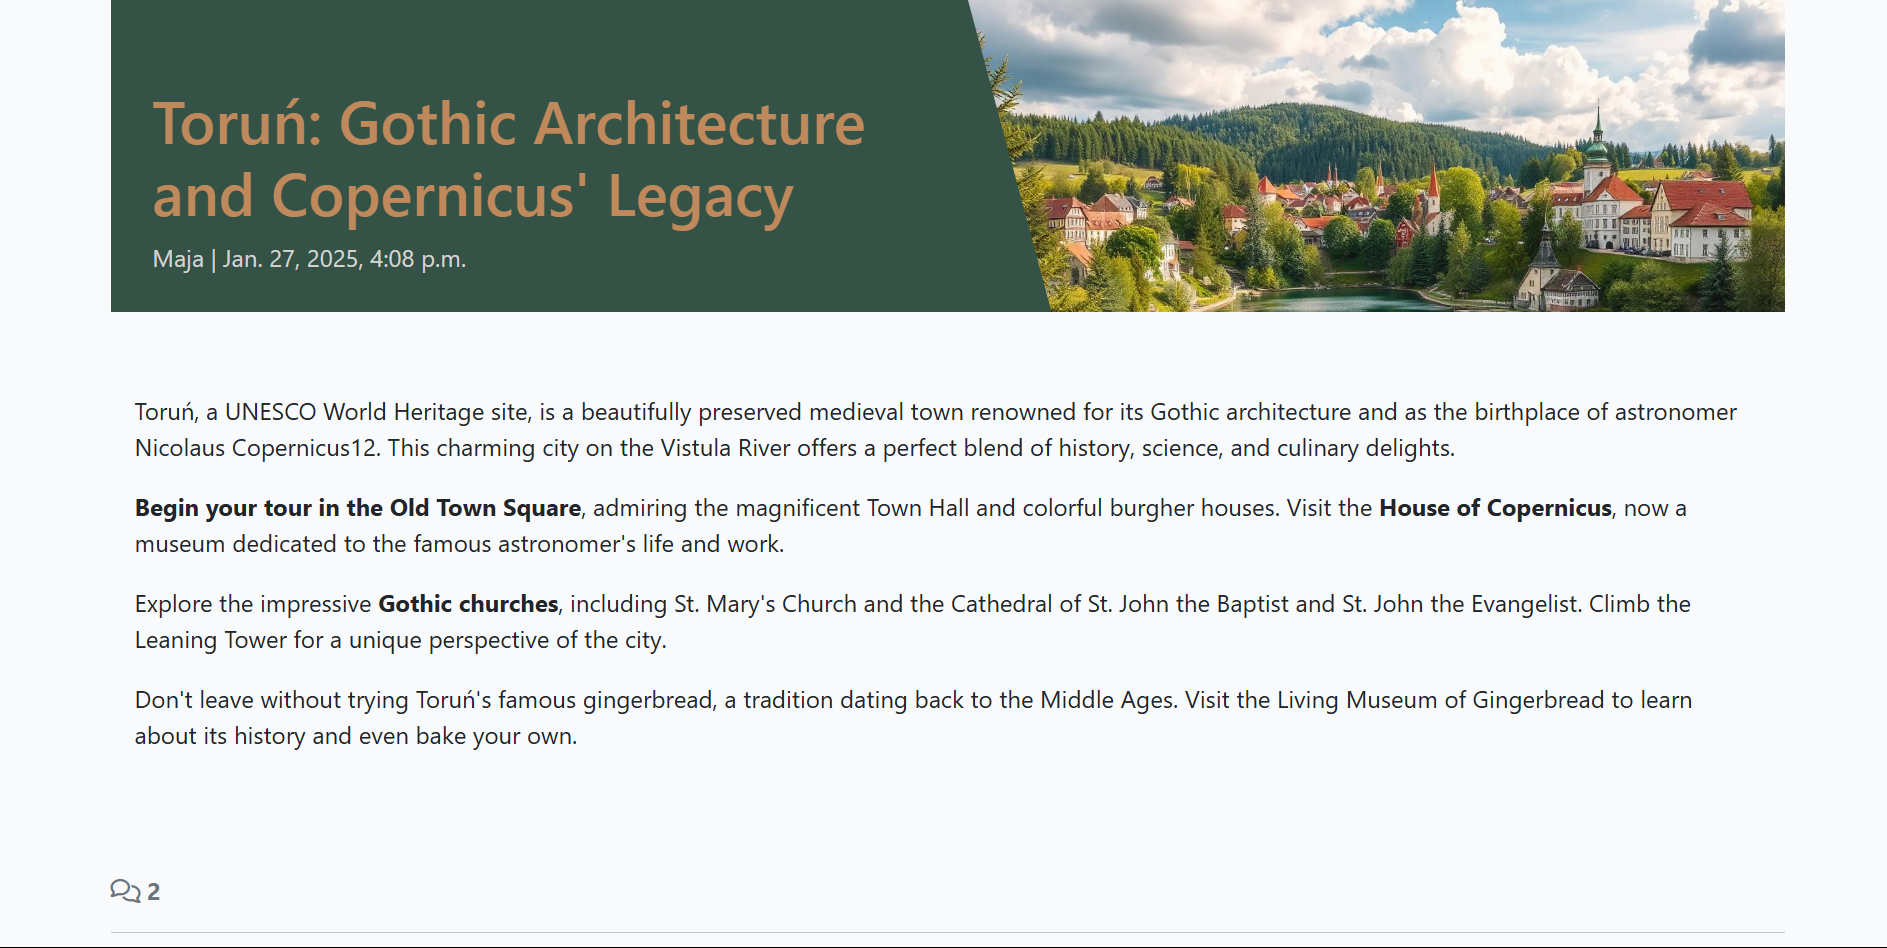 Toruń: Gothic Architecture
and Copernicus' Legacy
Maja | Jan. 27, 2025, 4:08 p.m.
Toruń, a UNESCO World Heritage site, is a beautifully preserved medieval town renowned for its Gothic architecture and as the birthplace of astronomer
Nicolaus Copernicus12. This charming city on the Vistula River offers a perfect blend of history, science, and culinary delights.
Begin your tour in the Old Town Square, admiring the magnificent Town Hall and colorful burgher houses. Visit the House of Copernicus, now a
museum dedicated to the famous astronomer's life and work.
Explore the impressive Gothic churches, including St. Mary's Church and the Cathedral of St. John the Baptist and St. John the Evangelist. Climb the
Leaning Tower for a unique perspective of the city.
Don't leave without trying Toruń's famous gingerbread, a tradition dating back to the Middle Ages. Visit the Living Museum of Gingerbread to learn
about its history and even bake your own.
2